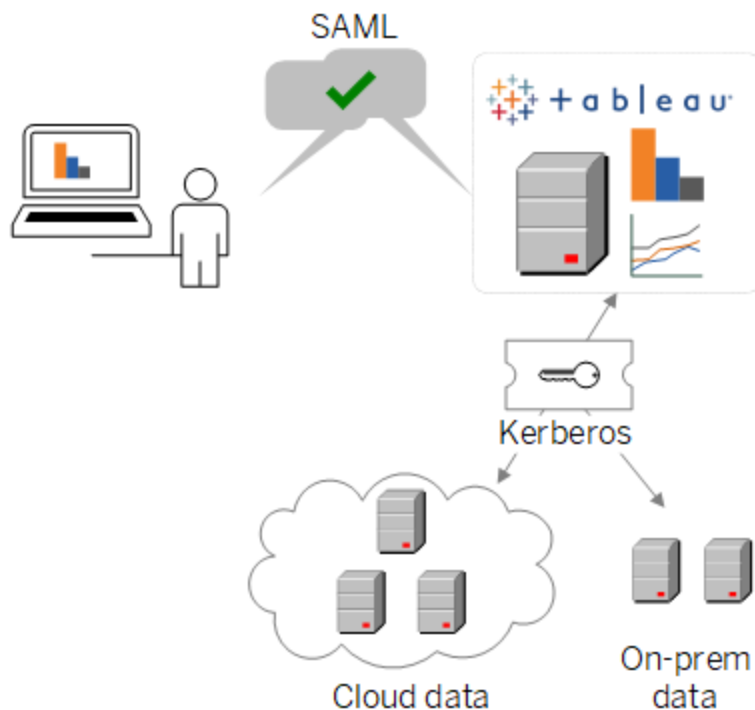 SAML
+ a b l e a u
Kerberos
Cloud data
On-prem
data